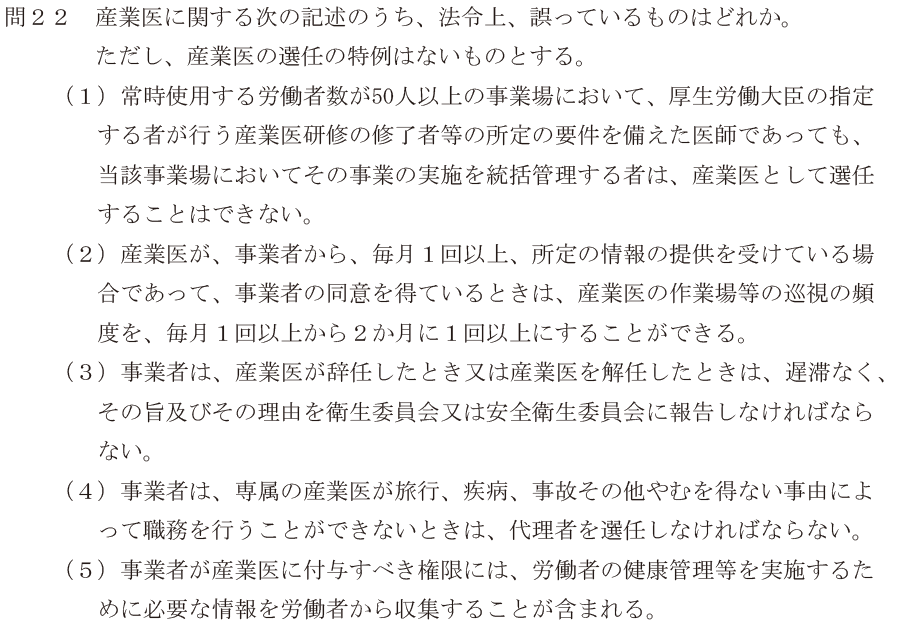 問２２　産業医に関する次の記述のうち、法令上、誤っているものはどれか。
ただし、産業医の選任の特例はないものとする。
（１）常時使用する労働者数が50人以上の事業場において、厚生労働大臣の指定
する者が行う産業医研修の修了者等の所定の要件を備えた医師であっても、
当該事業場においてその事業の実施を統括管理する者は、産業医として選任
することはできない。
（２）産業医が、事業者から、毎月１回以上、所定の情報の提供を受けている場
合であって、事業者の同意を得ているときは、産業医の作業場等の巡視の頻
度を、毎月１回以上から２か月に１回以上にすることができる。
（３）事業者は、産業医が辞任したとき又は産業医を解任したときは、遅滞なく、
その旨及びその理由を衛生委員会又は安全衛生委員会に報告しなければなら
ない。
（４）事業者は、専属の産業医が旅行、疾病、事故その他やむを得ない事由によ
って職務を行うことができないときは、代理者を選任しなければならない。
（５）事業者が産業医に付与すべき権限には、労働者の健康管理等を実施するた
めに必要な情報を労働者から収集することが含まれる。